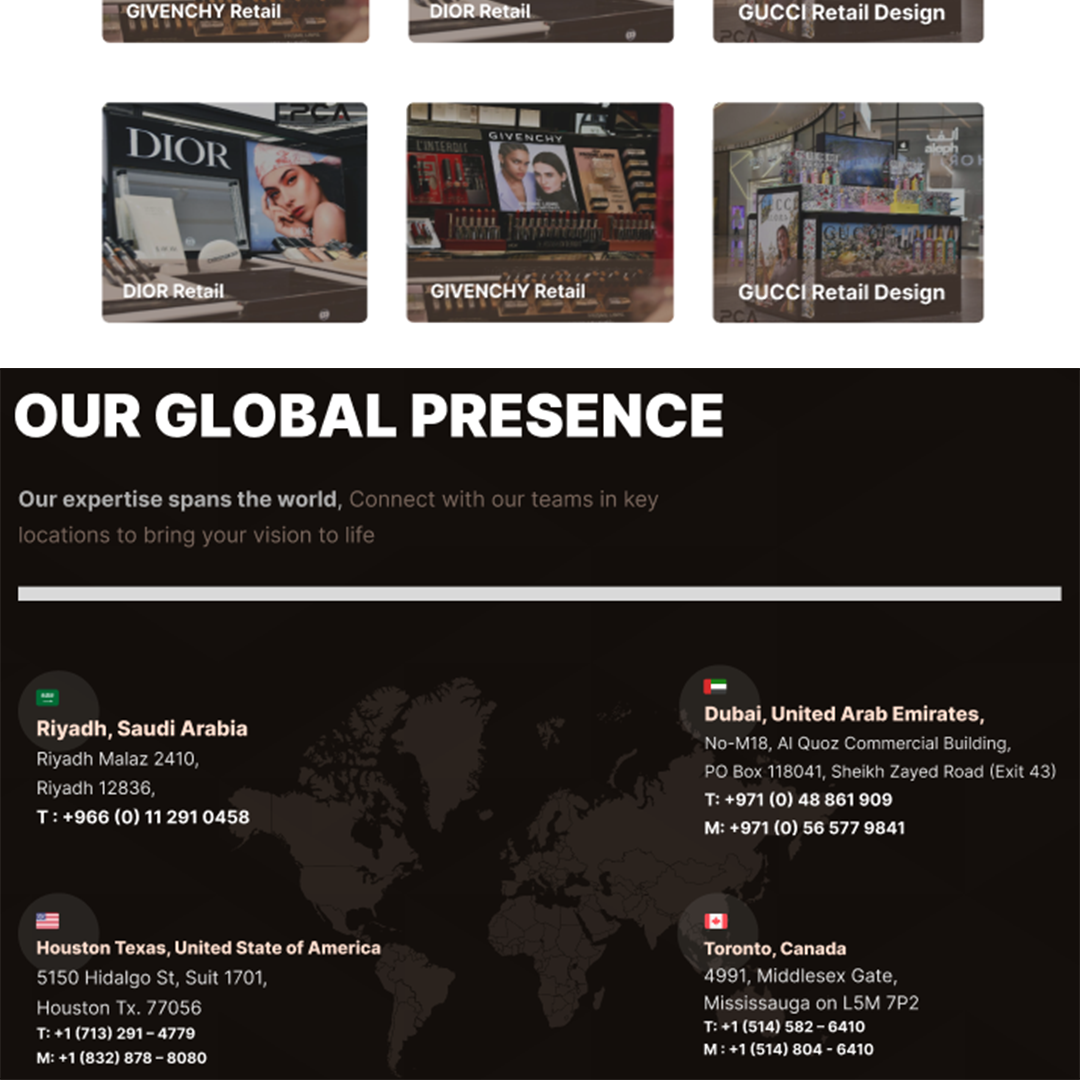 GIVENCHY Retail
DIOR Retail
GUCCI Retail Design
PCA
PCA
DIOR
GIVENCHY
L'INTERDIT
GUCCI
aleph
GUCCI
DIOR Retail
GIVENCHY Retail
GUCCI Retail Design
PCA
OUR GLOBAL PRESENCE
Our expertise spans the world, Connect with our teams in key
locations to bring your vision to life
Riyadh, Saudi Arabia
Riyadh Malaz 2410,
Riyadh 12836,
T : +966 (0) 11 291 0458
Dubai, United Arab Emirates,
No-M18, Al Quoz Commercial Building,
PO Box 118041, Sheikh Zayed Road (Exit 43)
T: +971 (0) 48 861 909
M: +971 (0) 56 577 9841
Houston Texas, United State of America
5150 Hidalgo St, Suit 1701,
Houston Tx. 77056
T: +1 (713) 291 – 4779
M: +1 (832) 878 – 8080
Toronto, Canada
4991, Middlesex Gate,
Mississauga on L5M 7P2
T: +1 (514) 582 – 6410
M : +1 (514) 804 - 6410